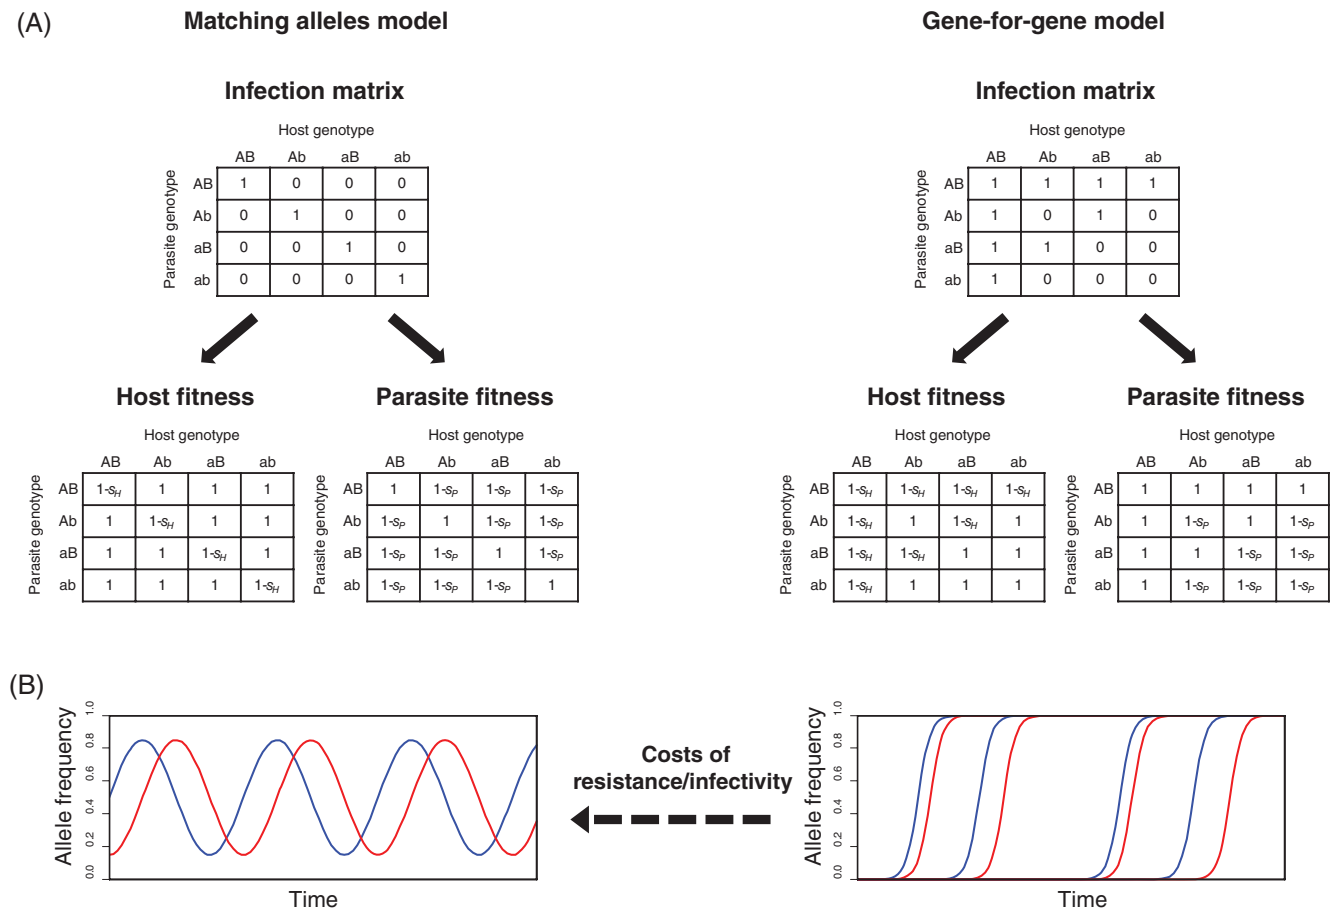 (A)
Matching alleles model
Gene-for-gene model
Infection matrix
Host genotype
AB Ab aB ab
Parasite genotype
AB 1 0 0 0
Ab 0 1 0 0
aB 0 0 1 0
ab 0 0 0 1
Infection matrix
Host genotype
AB Ab aB ab
Parasite genotype
AB 1 1 1 1
Ab 1 0 1 0
aB 1 1 0 0
ab 1 0 0 0
Host fitness
Host genotype
AB Ab aB ab
Parasite genotype
AB 1-sH 1 1 1
Ab 1 1-sH 1 1
aB 1 1 1-sH 1
ab 1 1 1 1-sH
Parasite fitness
Host genotype
AB Ab aB ab
Parasite genotype
AB 1 1-sP 1-sP 1-sP
Ab 1-sP 1 1-sP 1-sP
aB 1-sP 1-sP 1 1-sP
ab 1-sP 1-sP 1-sP 1
Host fitness
Host genotype
AB Ab aB ab
Parasite genotype
AB 1-sH 1-sH 1-sH 1-sH
Ab 1-sH 1 1-sH 1
aB 1-sH 1-sH 1 1
ab 1-sH 1 1 1
Parasite fitness
Host genotype
AB Ab aB ab
Parasite genotype
AB 1 1 1 1
Ab 1 1-sP 1 1-sP
aB 1 1 1-sP 1-sP
ab 1 1-sP 1-sP 1-sP
(B)
Allele frequency
0.0 0.2 0.4 0.6 0.8 1.0
Time
Costs of
resistance/infectivity
Allele frequency
0.0 0.2 0.4 0.6 0.8 1.0
Time